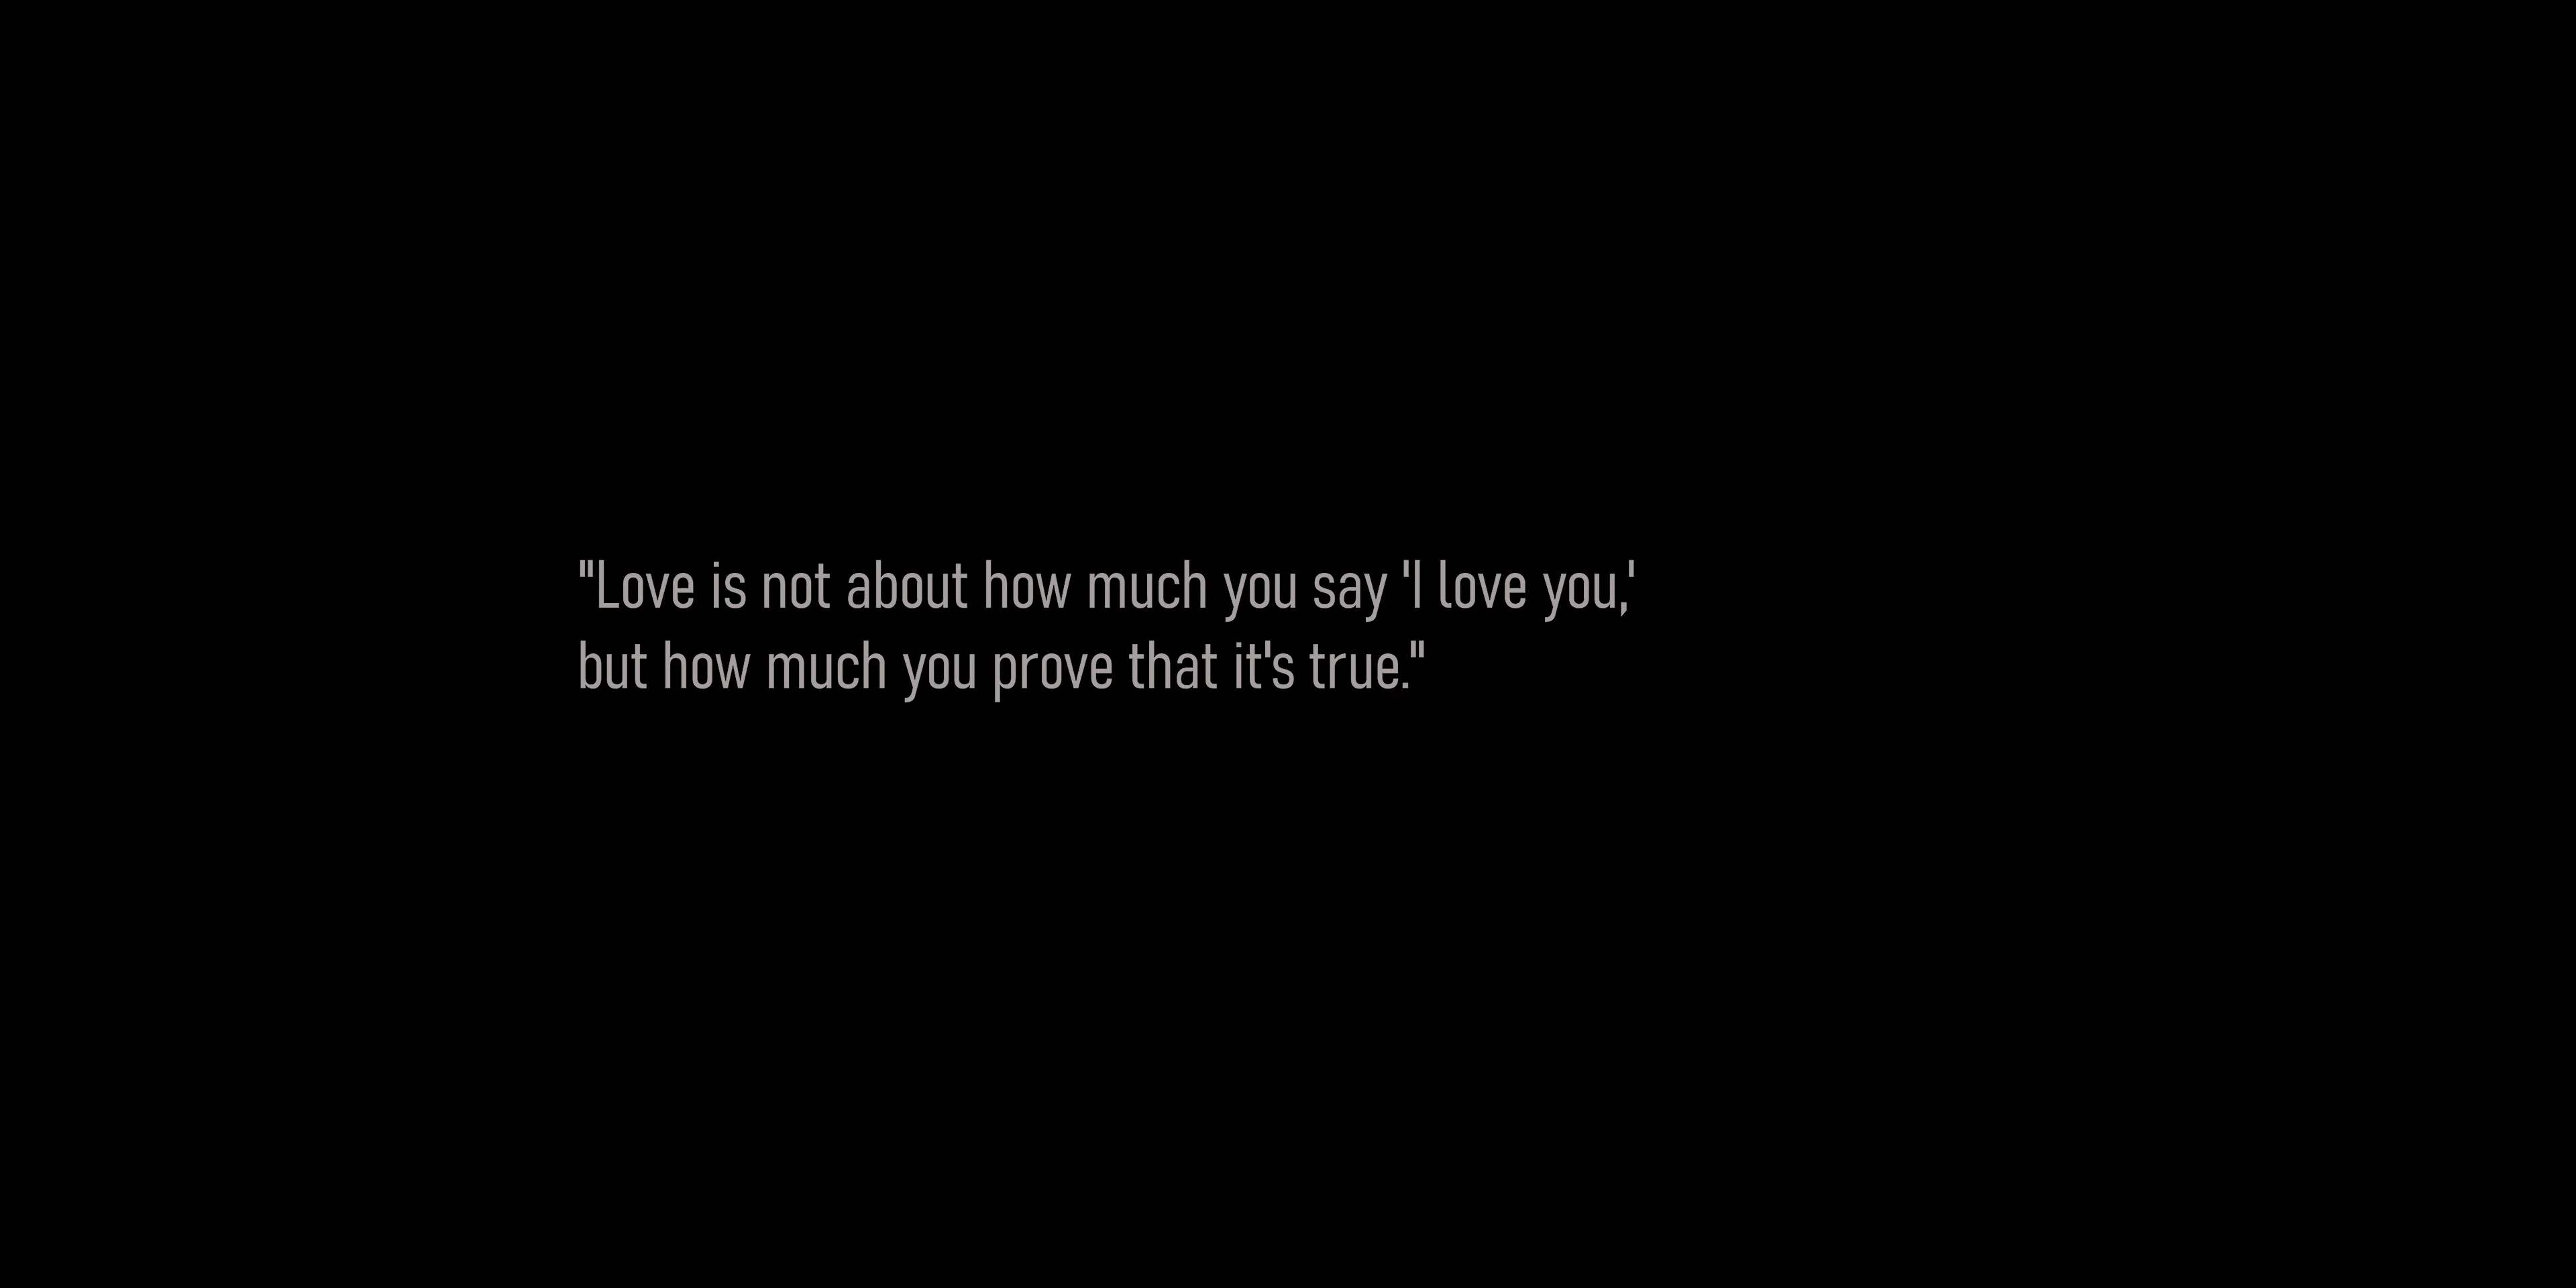 "Love is not about how much you say 'I love you,'
but how much you prove that it's true."